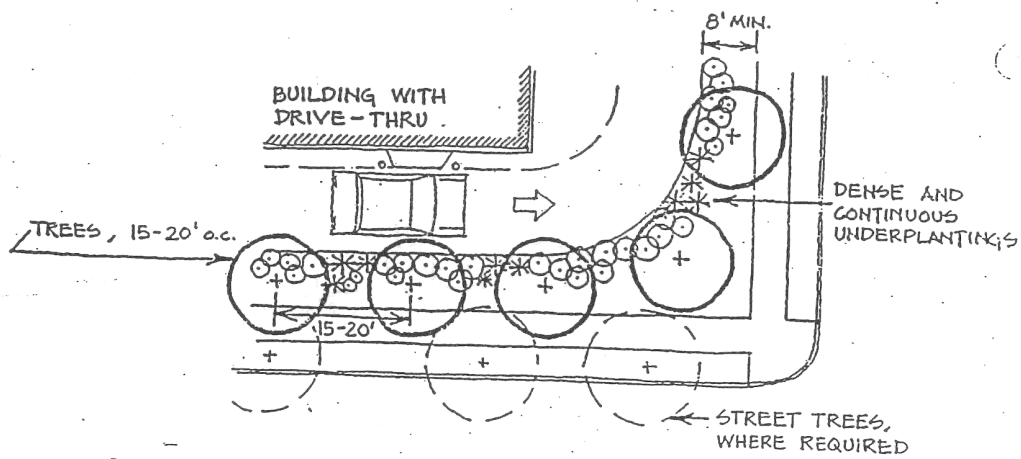 8' MIN.
BUILDING WITH
DRIVE-THRU.
DENSE AND
CONTINUOUS
UNDERPLANTINGS
TREES, 15-20' o.c.
15-20'
STREET TREES,
WHERE REQUIRED